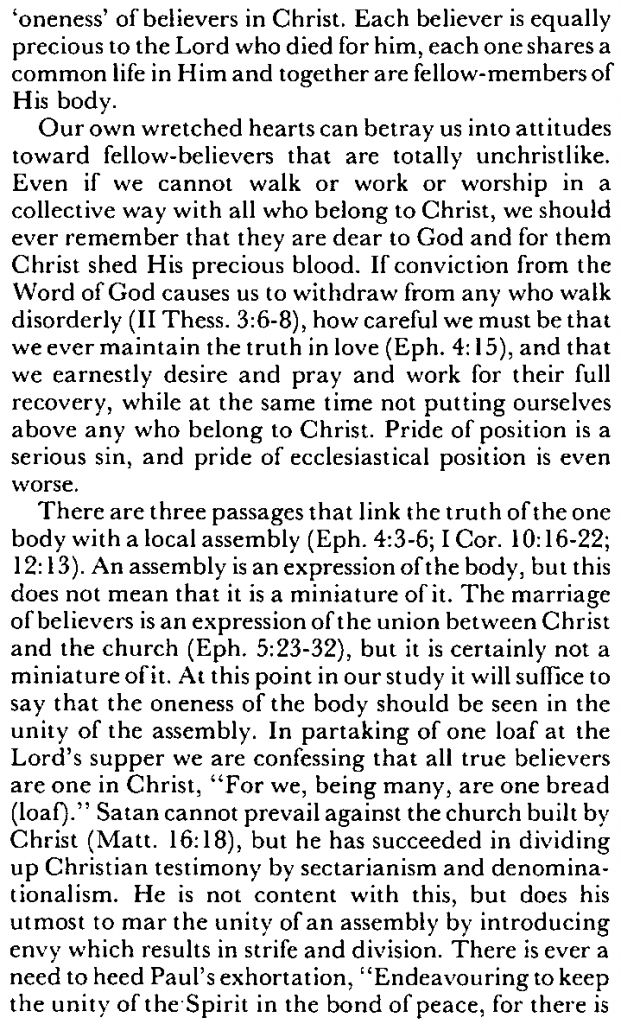 ‘oneness’ of believers in Christ. Each believer is equally
precious to the Lord who died for him, each one shares a
common life in Him and together are fellow-members of
His body.
Our own wretched hearts can betray us into attitudes
toward fellow-believers that are totally unchristlike.
Even if we cannot walk or work or worship in a
collective way with all who belong to Christ, we should
ever remember that they are dear to God and for them
Christ shed His precious blood. If conviction from the
Word of God causes us to withdraw from any who walk
disorderly (II Thess. 3:6-8), how careful we must be that
we ever maintain the truth in love (Eph. 4:15), and that
we earnestly desire and pray and work for their full
recovery, while at the same time not putting ourselves
above any who belong to Christ. Pride of position is a
serious sin, and pride of ecclesiastical position is even
worse.
There are three passages that link the truth of the one
body with a local assembly (Eph. 4:3-6; I Cor. 10:16-22;
12:13). An assembly is an expression of the body, but this
does not mean that it is a miniature of it. The marriage
of believers is an expression of the union between Christ
and the church (Eph. 5:23-32), but it is certainly not a
miniature of it. At this point in our study it will suffice to
say that the oneness of the body should be seen in the
unity of the assembly. In partaking of one loaf at the
Lord’s supper we are confessing that all true believers
are one in Christ, “For we, being many, are one bread
(loaf).” Satan cannot prevail against the church built by
Christ (Matt. 16:18), but he has succeeded in dividing
up Christian testimony by sectarianism and denomina-
tionalism. He is not content with this, but does his
utmost to mar the unity of an assembly by introducing
envy which results in strife and division. There is ever a
need to heed Paul’s exhortation, “Endeavouring to keep
the unity of the Spirit in the bond of peace, for there is